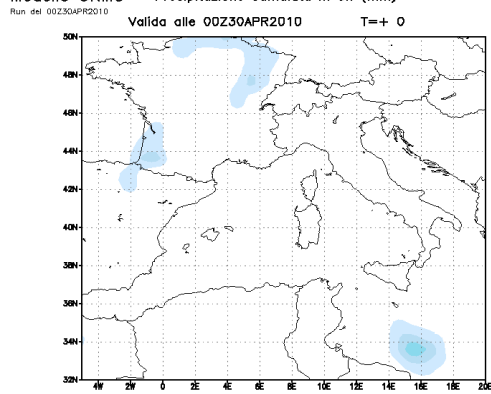 Run del 00Z30APR2010
Valida alle 00Z30APR2010 T=+ 0
50N
48N
46N
44N
42N
40N
38N
36N
34N
32N
4W 2W 0 2E 4E 6E 8E 10E 12E 14E 16E 18E 20E